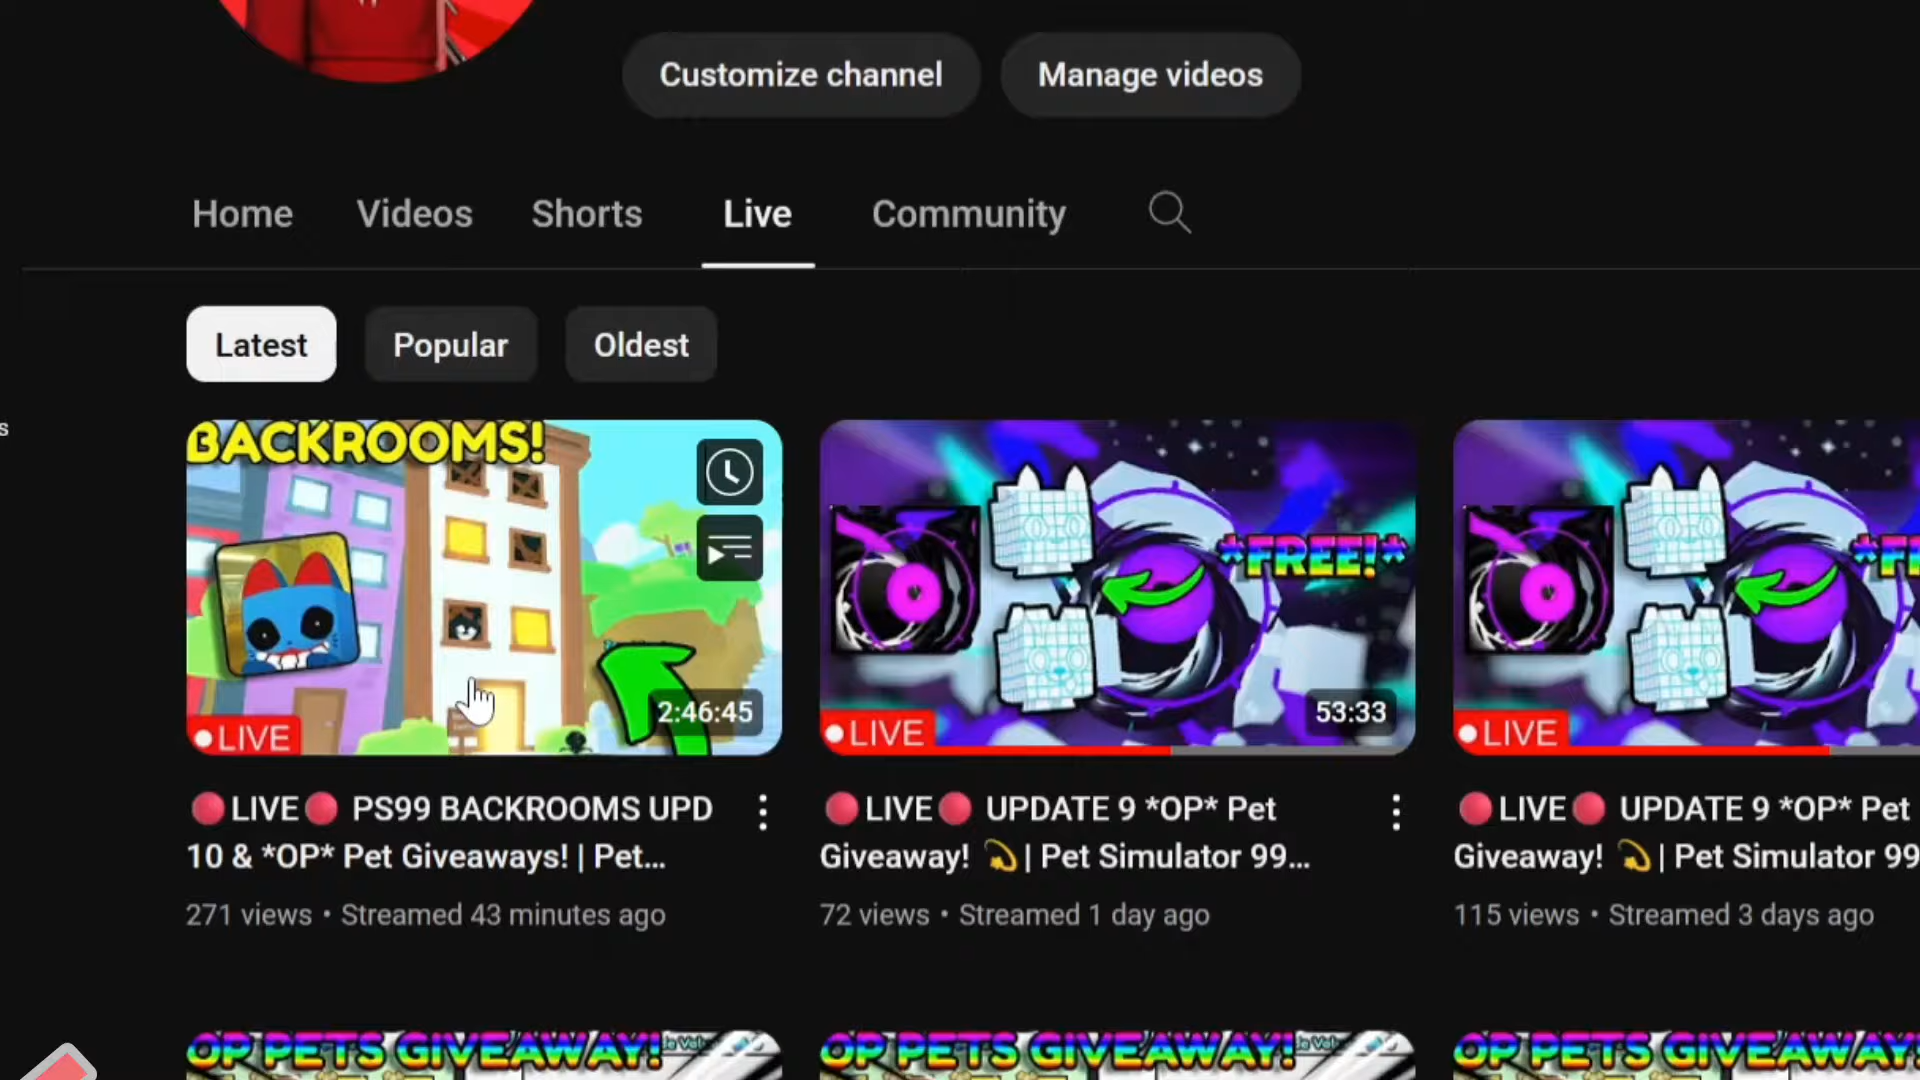 Customize channel
Manage videos
Home
Videos
Shorts
Live
Community
Latest
Popular
Oldest
s
BACKROOMS!
LIVE
2:46:45
*FREE!*
LIVE
53:33
LIVE
🔴LIVE🔴 PS99 BACKROOMS UPD
10 & *OP* Pet Giveaways! | Pet...
271 views • Streamed 43 minutes ago
🔴LIVE🔴 UPDATE 9 *OP* Pet
Giveaway! 💫 | Pet Simulator 99...
72 views • Streamed 1 day ago
🔴LIVE🔴 UPDATE 9 *OP* Pet
Giveaway! 💫 | Pet Simulator 99
115 views • Streamed 3 days ago
OP PETS GIVEAWAY!
OP PETS GIVEAWAY!
OP PETS GIVEAWAY!